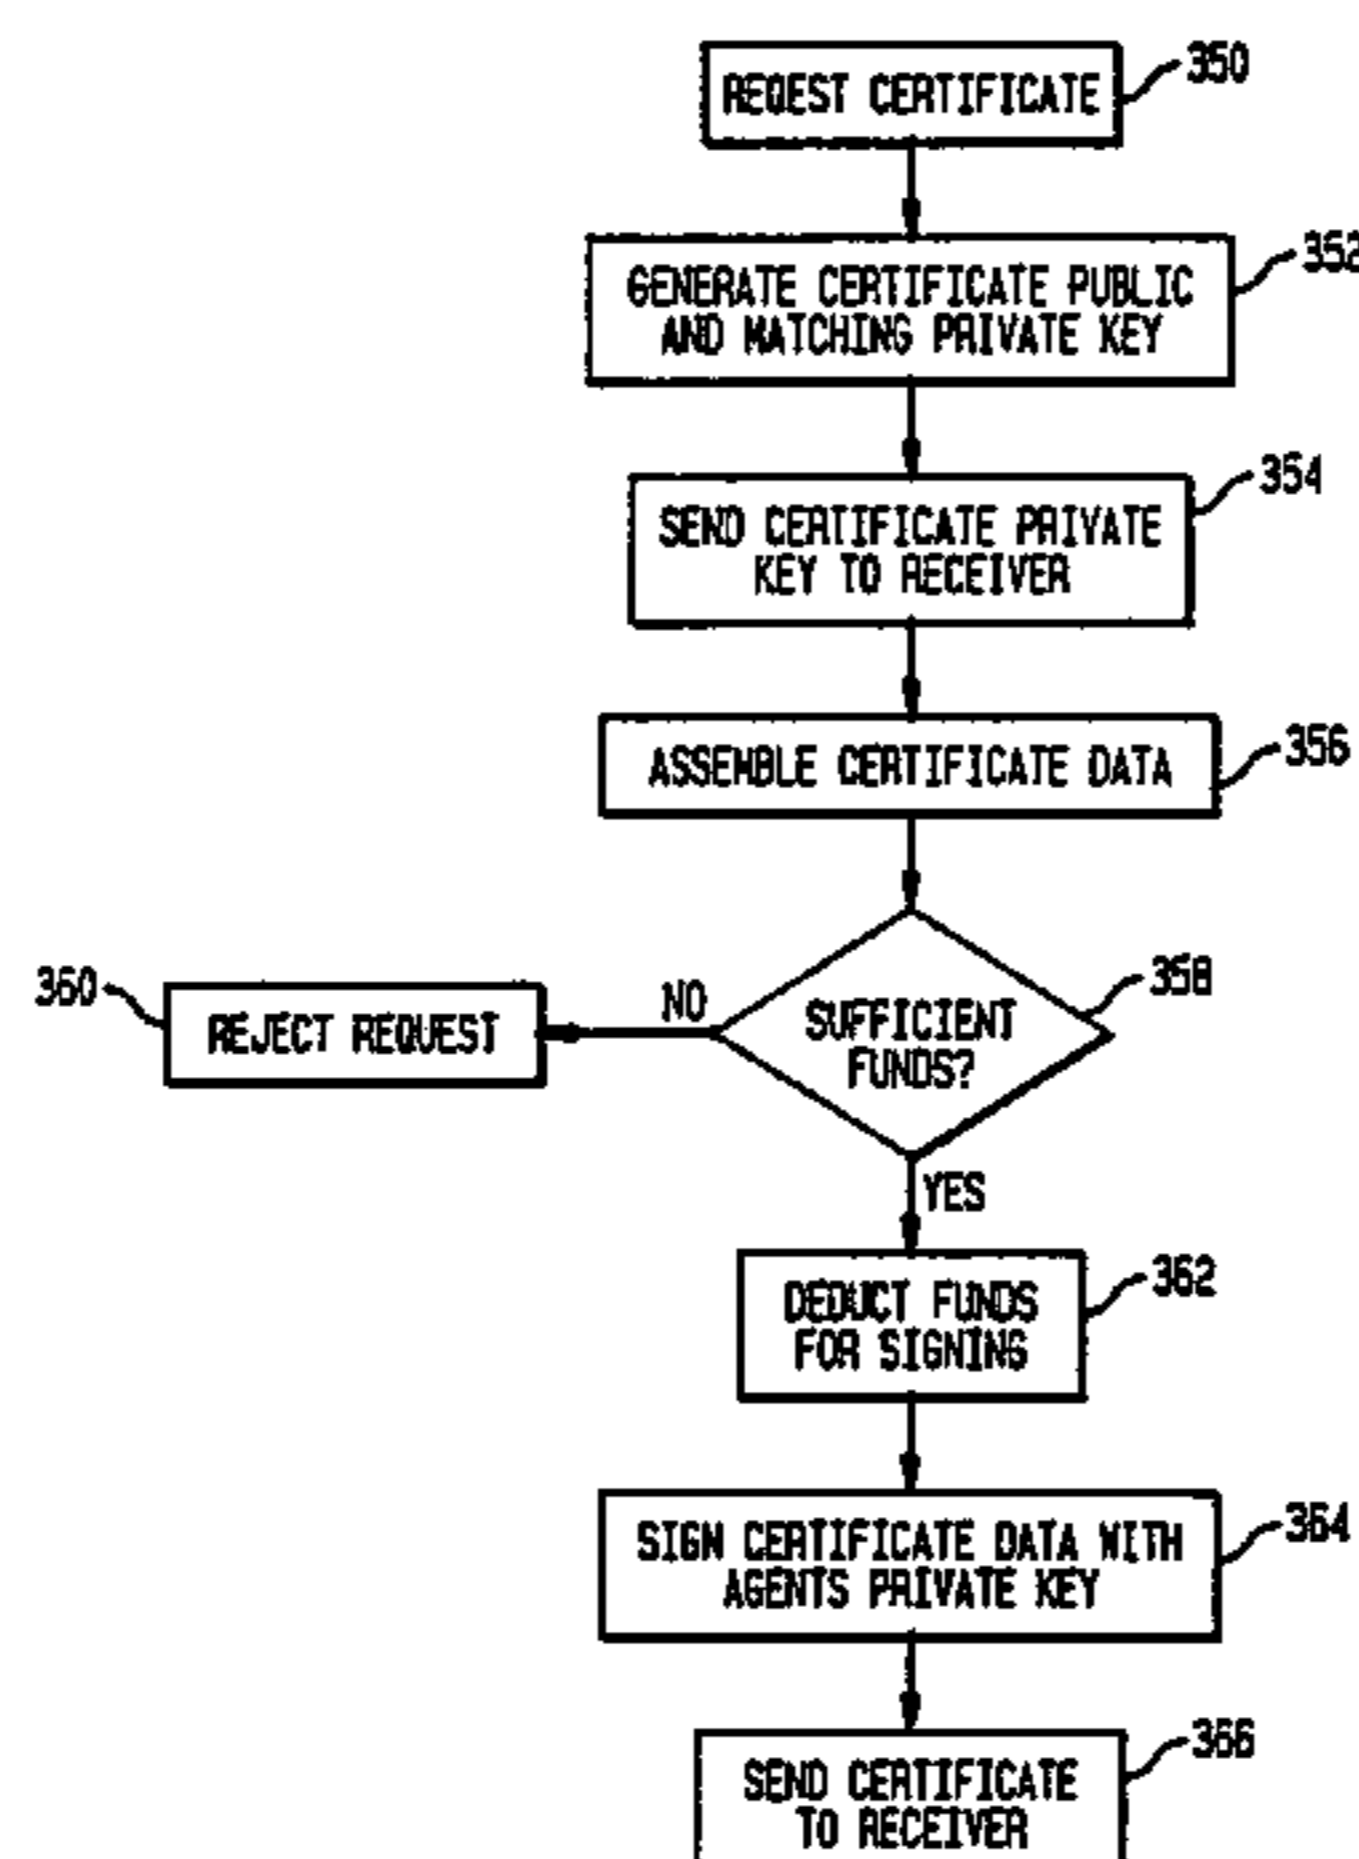 350
REQEST CERTIFICATE
352
GENERATE CERTIFICATE PUBLIC
AND MATCHING PRIVATE KEY
354
SEND CERTIFICATE PRIVATE
KEY TO RECEIVER
356
ASSEMBLE CERTIFICATE DATA
358
360
NO
SUFFICIENT
FUNDS?
REJECT REQUEST
YES
362
DEDUCT FUNDS
FOR SIGNING
364
SIGN CERTIFICATE DATA WITH
AGENTS PRIVATE KEY
366
SEND CERTIFICATE
TO RECEIVER